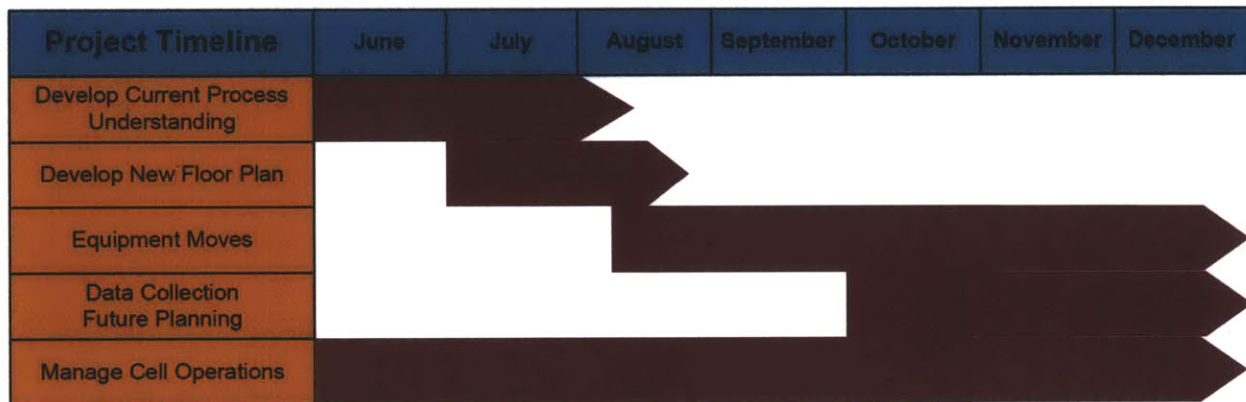 Project Timeline June July August September October November December
Develop Current Process
Understanding
Develop New Floor Plan
Equipment Moves
Data Collection
Future Planning
Manage Cell Operations